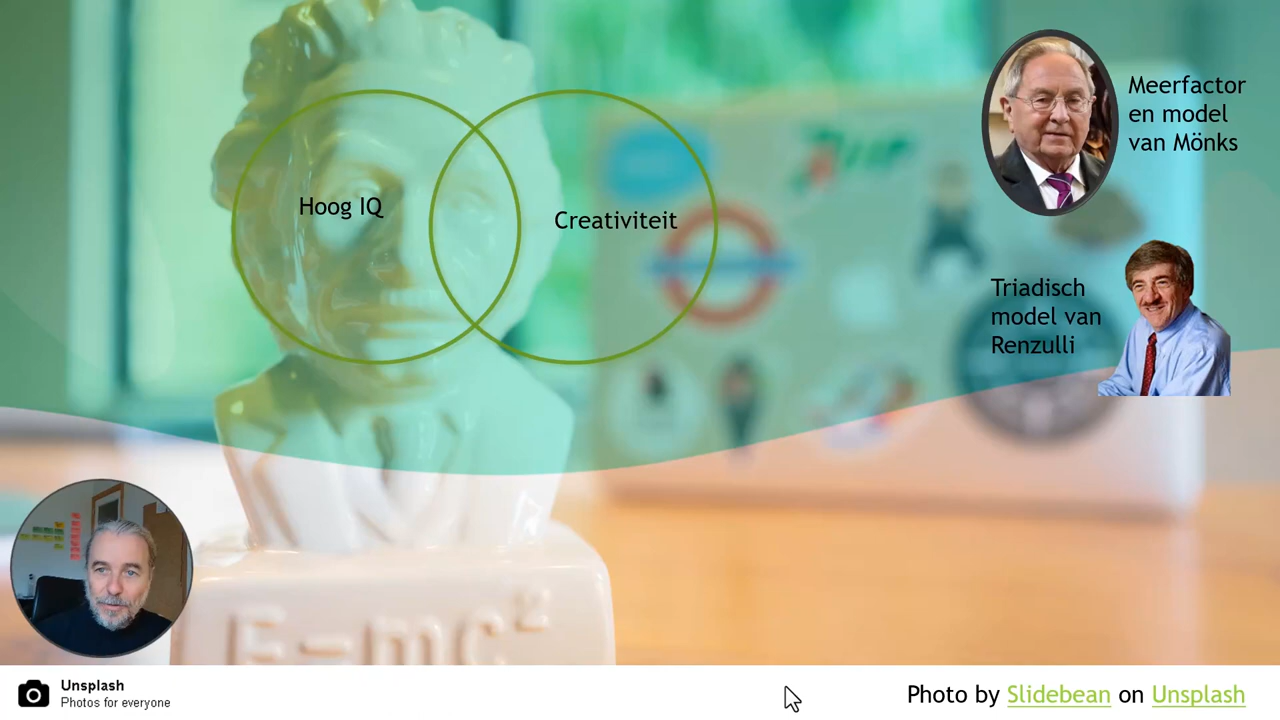 Hoog IQ
Creativiteit
Meerfactor
en model
van Mönks
Triadisch
model van
Renzulli
E=mc²
Unsplash
Photos for everyone
Photo by Slidebean on Unsplash